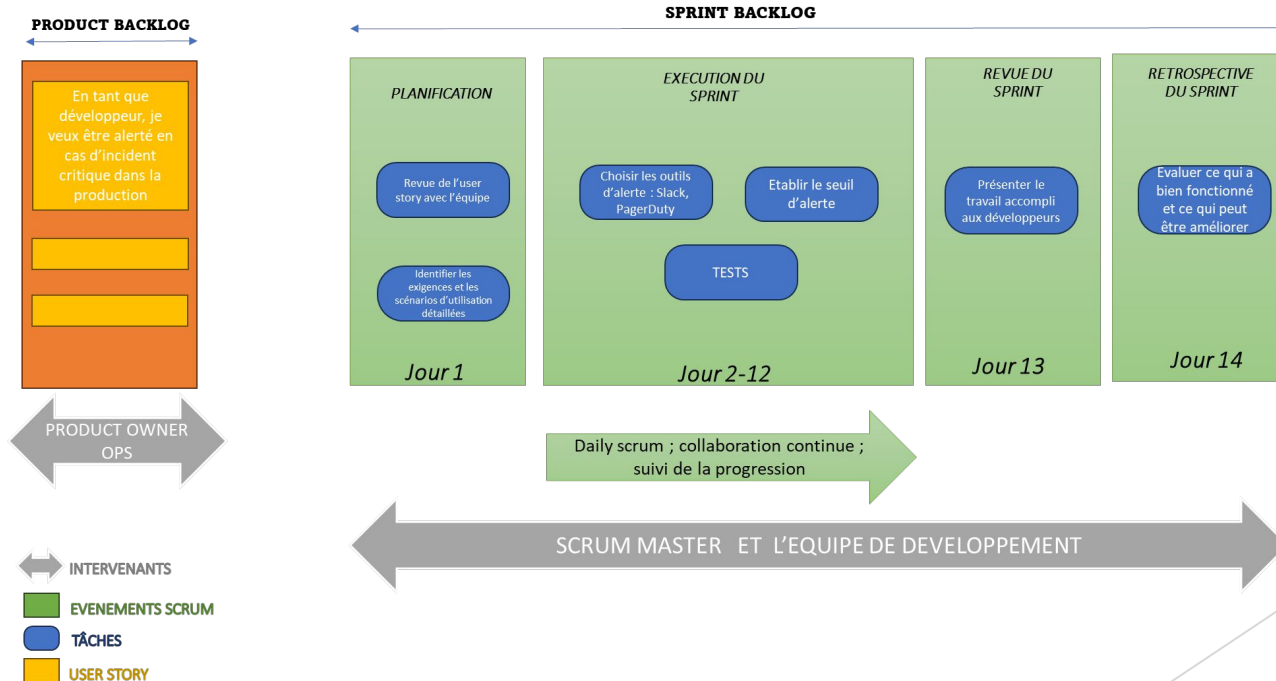 PRODUCT BACKLOG
En tant que
développeur, je
veux être alerté en
cas d'incident
critique dans la
production
PRODUCT OWNER
OPS
SPRINT BACKLOG
PLANIFICATION
Revue de l'user
story avec l'équipe
Identifier les
exigences et les
scénarios d'utilisation
détaillées
Jour 1
EXECUTION DU
SPRINT
Choisir les outils
d'alerte : Slack,
PagerDuty
Etablir le seuil
d'alerte
TESTS
Jour 2-12
REVUE DU
SPRINT
Présenter le
travail accompli
aux développeurs
Jour 13
RETROSPECTIVE
DU SPRINT
Evaluer ce qui a
bien fonctionné
et ce qui peut
être améliorer
Jour 14
Daily scrum ; collaboration continue ;
suivi de la progression
SCRUM MASTER ET L'EQUIPE DE DEVELOPPEMENT
INTERVENANTS
EVENEMENTS SCRUM
TÂCHES
USER STORY